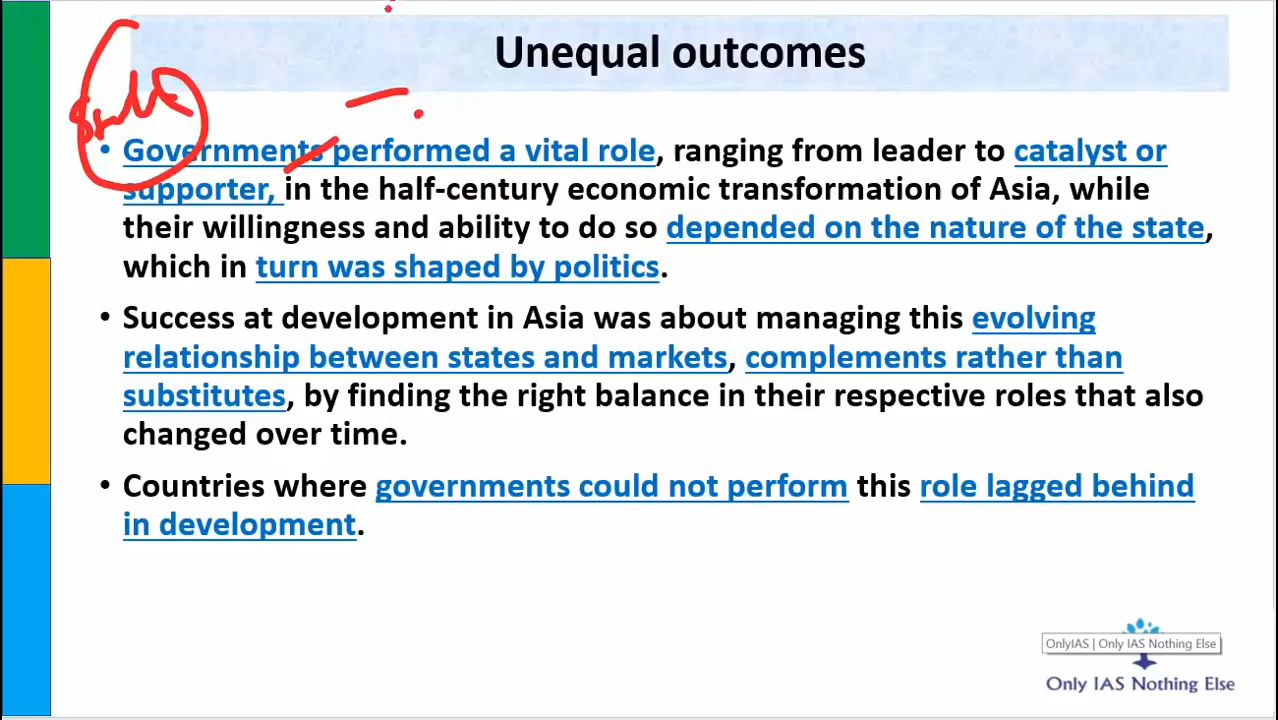 Unequal outcomes
• Governments performed a vital role, ranging from leader to catalyst or
supporter, in the half-century economic transformation of Asia, while
their willingness and ability to do so depended on the nature of the state,
which in turn was shaped by politics.
• Success at development in Asia was about managing this evolving
relationship between states and markets, complements rather than
substitutes, by finding the right balance in their respective roles that also
changed over time.
• Countries where governments could not perform this role lagged behind
in development.
OnlyIAS | Only IAS Nothing Else
Only IAS Nothing Else